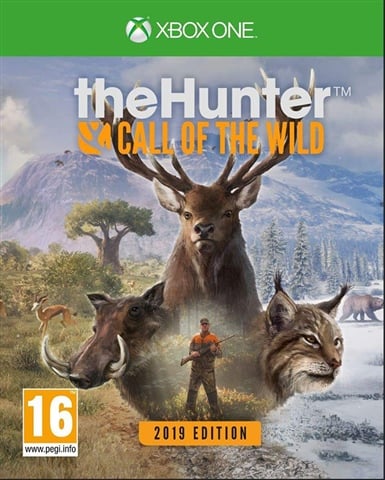 XBOX ONE.
theHunter™
CALL OF THE WILD
16
www.pegi.info
2019 EDITION